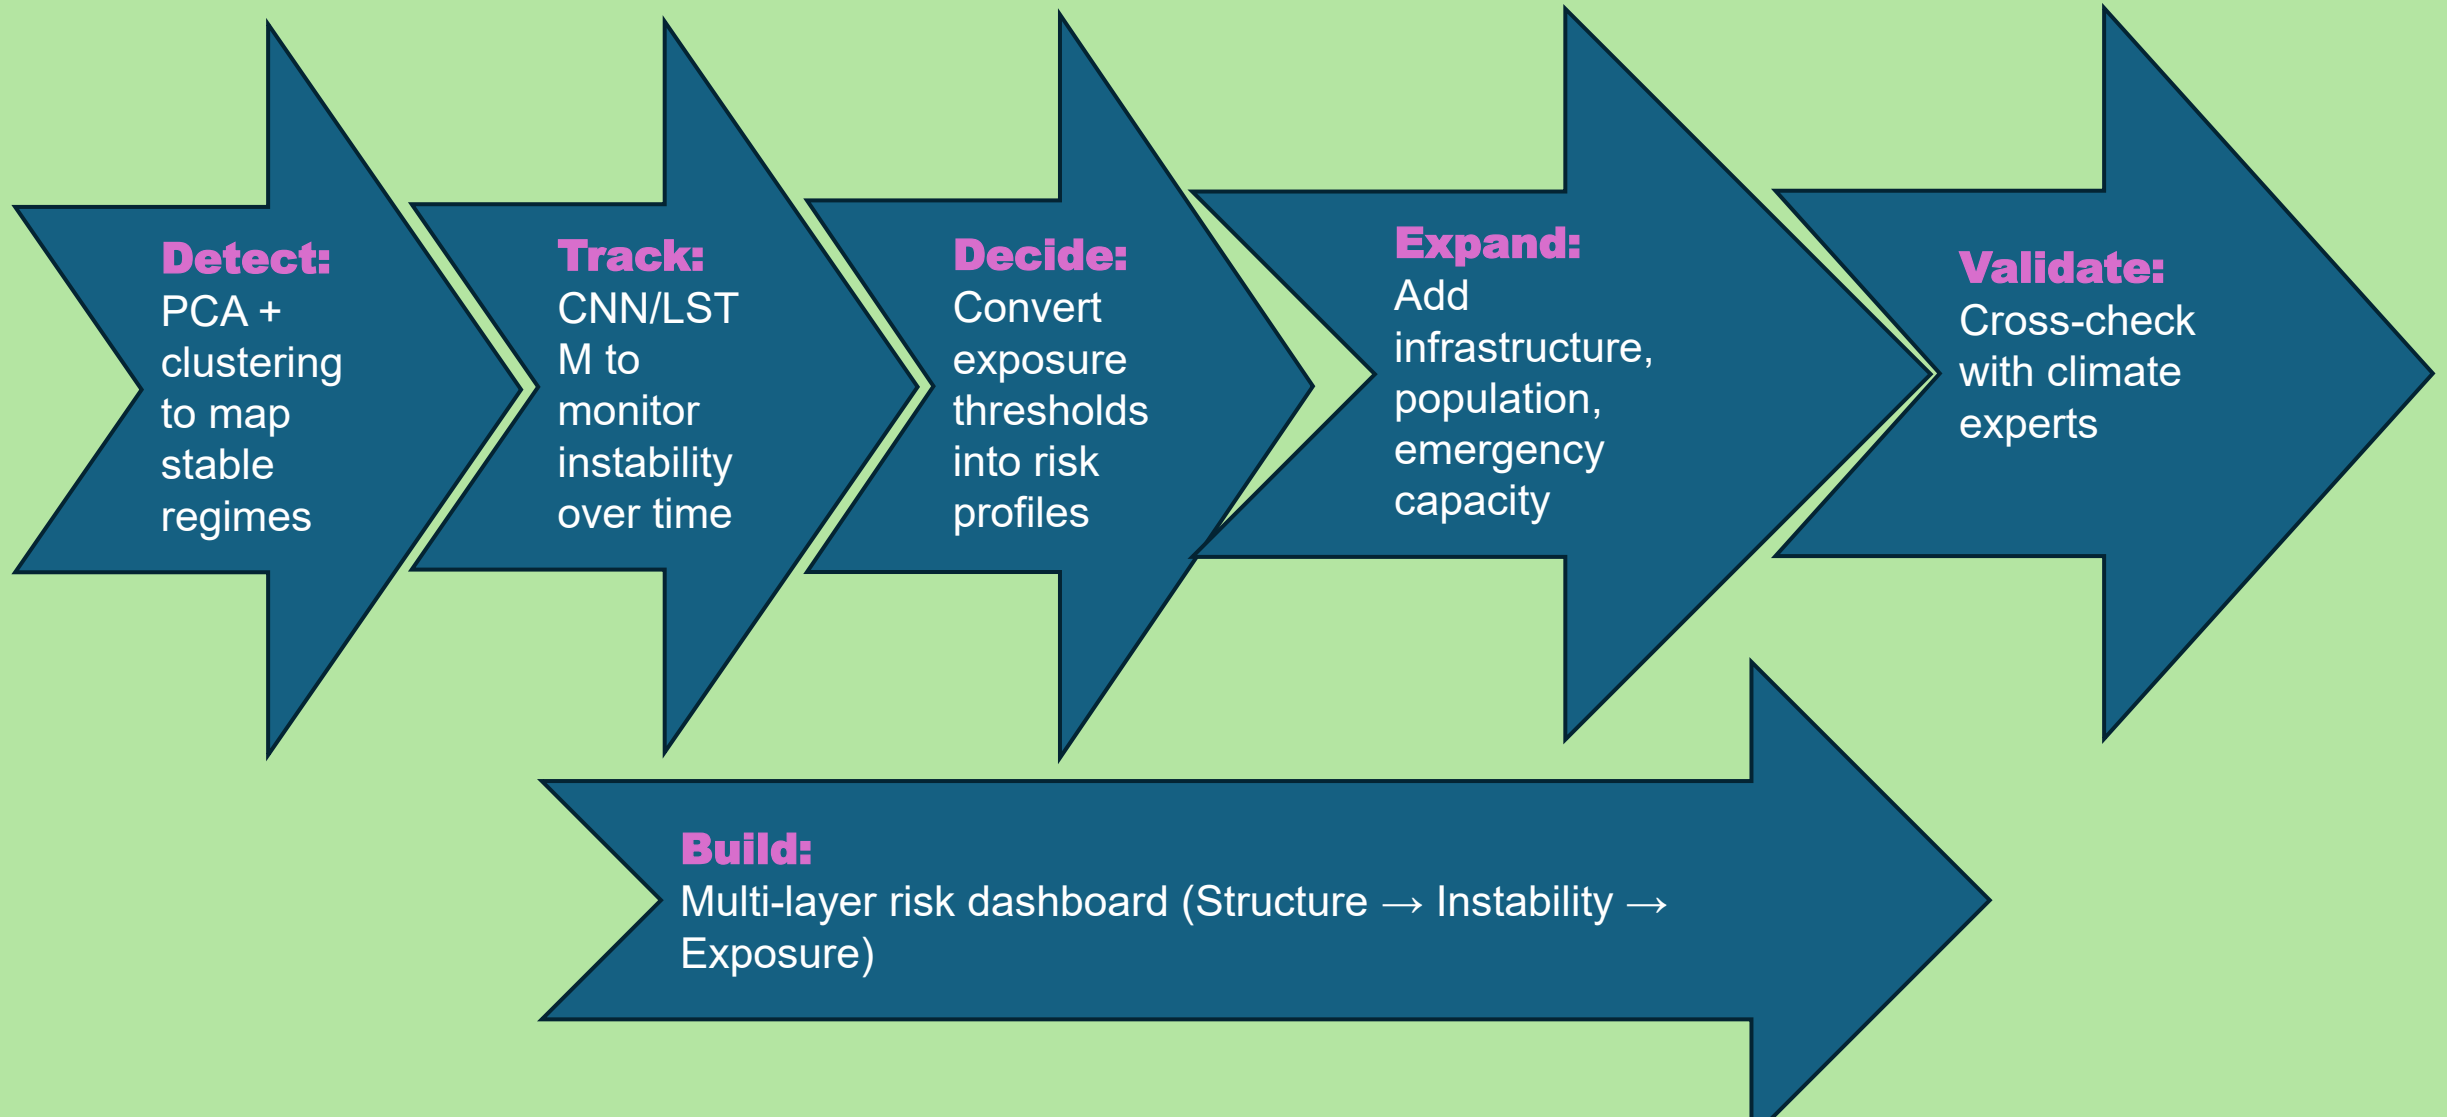 Detect:
PCA +
clustering
to map
stable
regimes
Track:
CNN/LST
M to
monitor
instability
over time
Decide:
Convert
exposure
thresholds
into risk
profiles
Expand:
Add
infrastructure,
population,
emergency
capacity
Validate:
Cross-check
with climate
experts
Build:
Multi-layer risk dashboard (Structure → Instability →
Exposure)